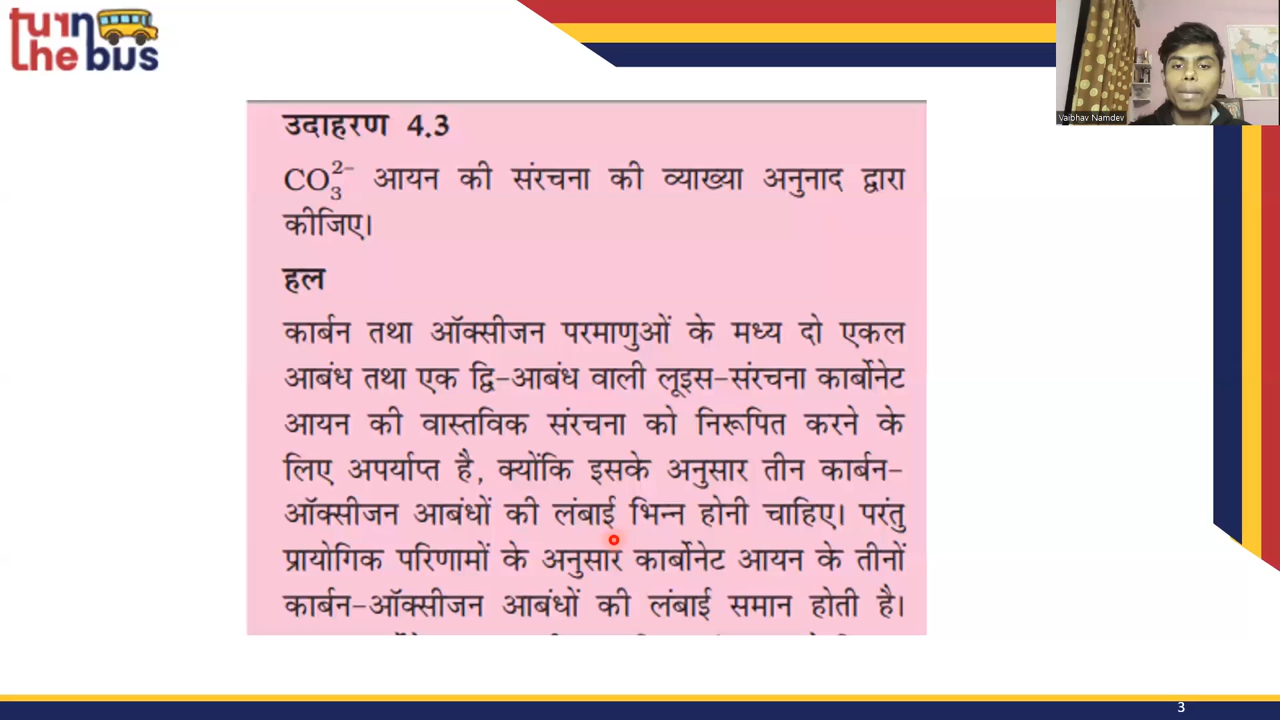 turn
the bus
Vaibhav Namdev
उदाहरण 4.3
CO₃²⁻ आयन की संरचना की व्याख्या अनुनाद द्वारा
कीजिए।
हल
कार्बन तथा ऑक्सीजन परमाणुओं के मध्य दो एकल
आबंध तथा एक द्वि-आबंध वाली लूइस-संरचना कार्बोनेट
आयन की वास्तविक संरचना को निरूपित करने के
लिए अपर्याप्त है, क्योंकि इसके अनुसार तीन कार्बन-
ऑक्सीजन आबंधों की लंबाई भिन्न होनी चाहिए। परंतु
प्रायोगिक परिणामों के अनुसार कार्बोनेट आयन के तीनों
कार्बन-ऑक्सीजन आबंधों की लंबाई समान होती है।
3